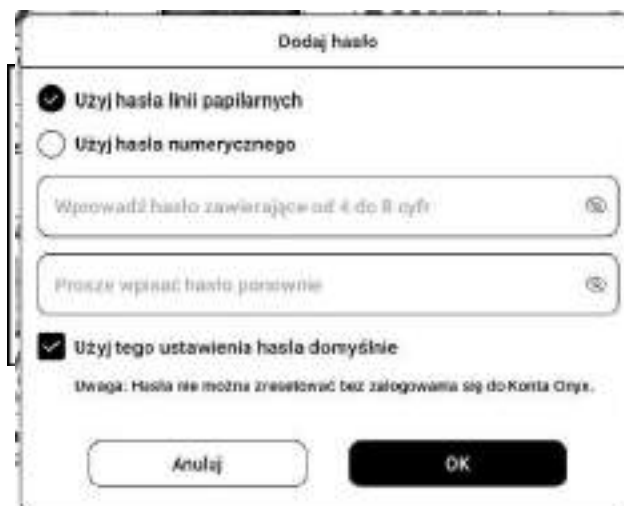 Dodaj hasło
Użyj hasła linii papilarnych
Użyj hasła numerycznego
Wprowadź hasło zawierające od 4 do 8 cyfr
Proszę wpisać hasło ponownie
Użyj tego ustawienia hasła domyślnie
Uwaga: Hasła nie można zresetować bez zalogowania się do Konta Onyx.
Anuluj
OK